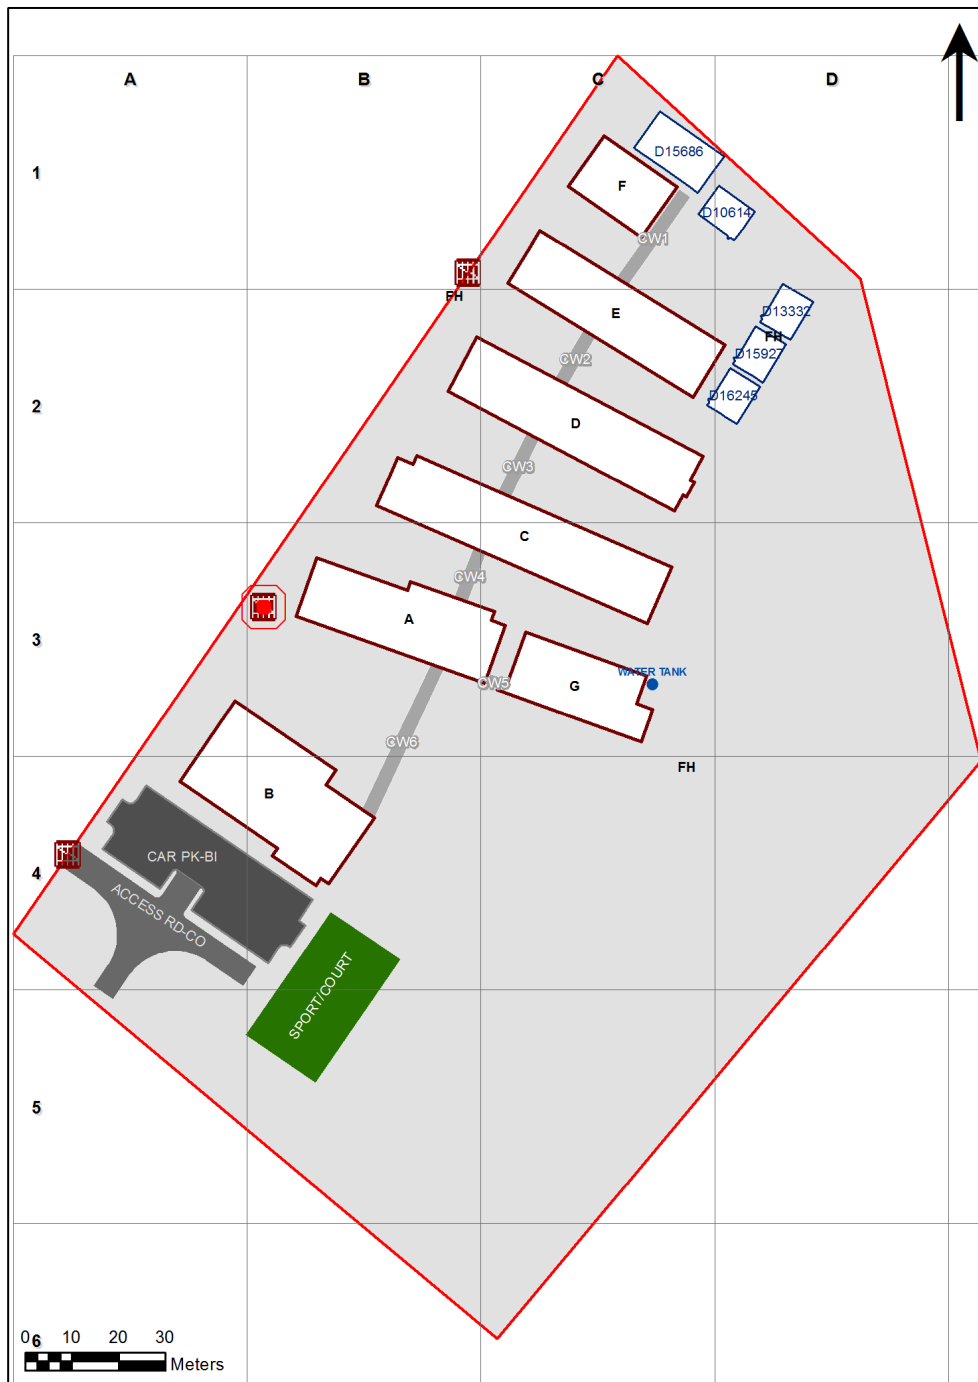 A
B
C
D
1
D15686
F
D10614
CW1
FH
E
D13332
FH
D15927
CW2
D16245
2
D
CW3
C
CW4
A
3
WATER TANK
CW5
G
CW6
FH
B
CAR PK-BI
4
ACCESS RD-CO
SPORT/COURT
5
6
0 10 20 30
Meters